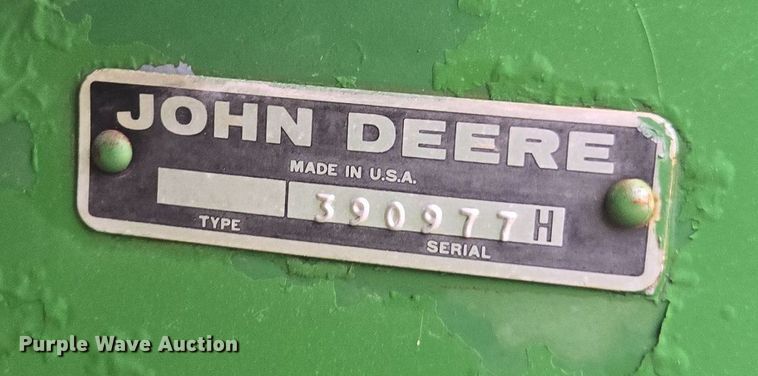 JOHN DEERE
MADE IN U.S.A.
390977H
TYPE
SERIAL
Purple Wave Auction